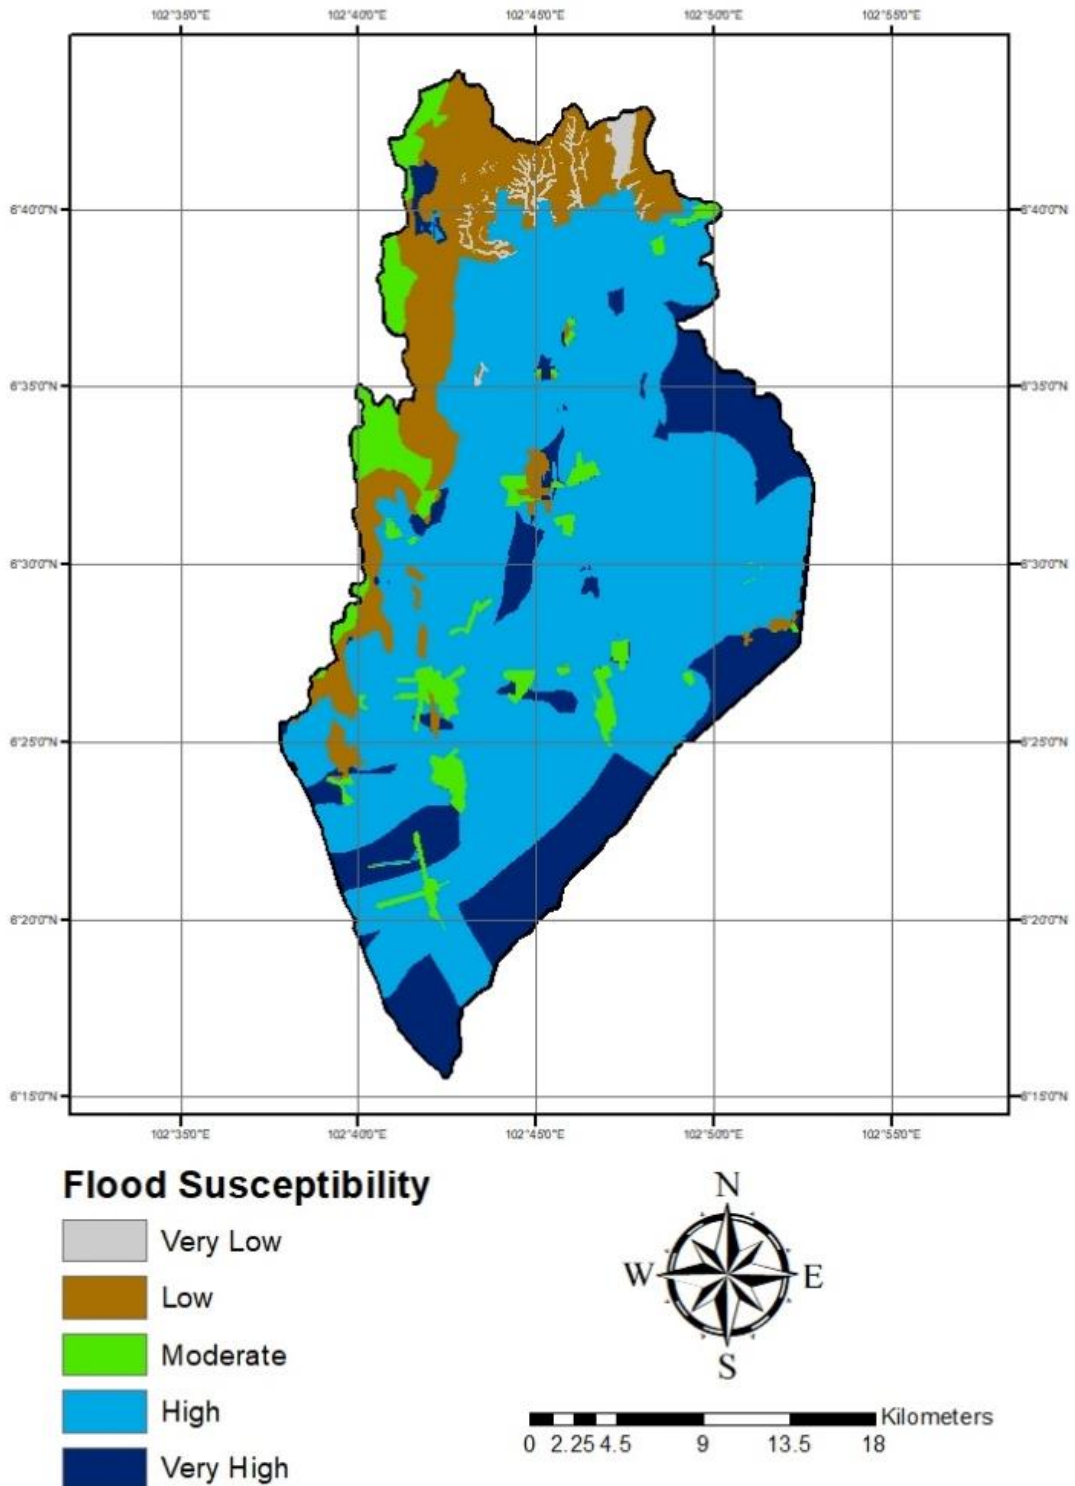 102°35'0"E 102°40'0"E 102°45'0"E 102°50'0"E 102°55'0"E
6°40'0"N 6°40'0"N
6°35'0"N 6°35'0"N
6°30'0"N 6°30'0"N
6°25'0"N 6°25'0"N
6°20'0"N 6°20'0"N
6°15'0"N 6°15'0"N
102°35'0"E 102°40'0"E 102°45'0"E 102°50'0"E 102°55'0"E
Flood Susceptibility
Very Low
Low
Moderate
High
Very High
N
W E
S
Kilometers
0 2.25 4.5 9 13.5 18